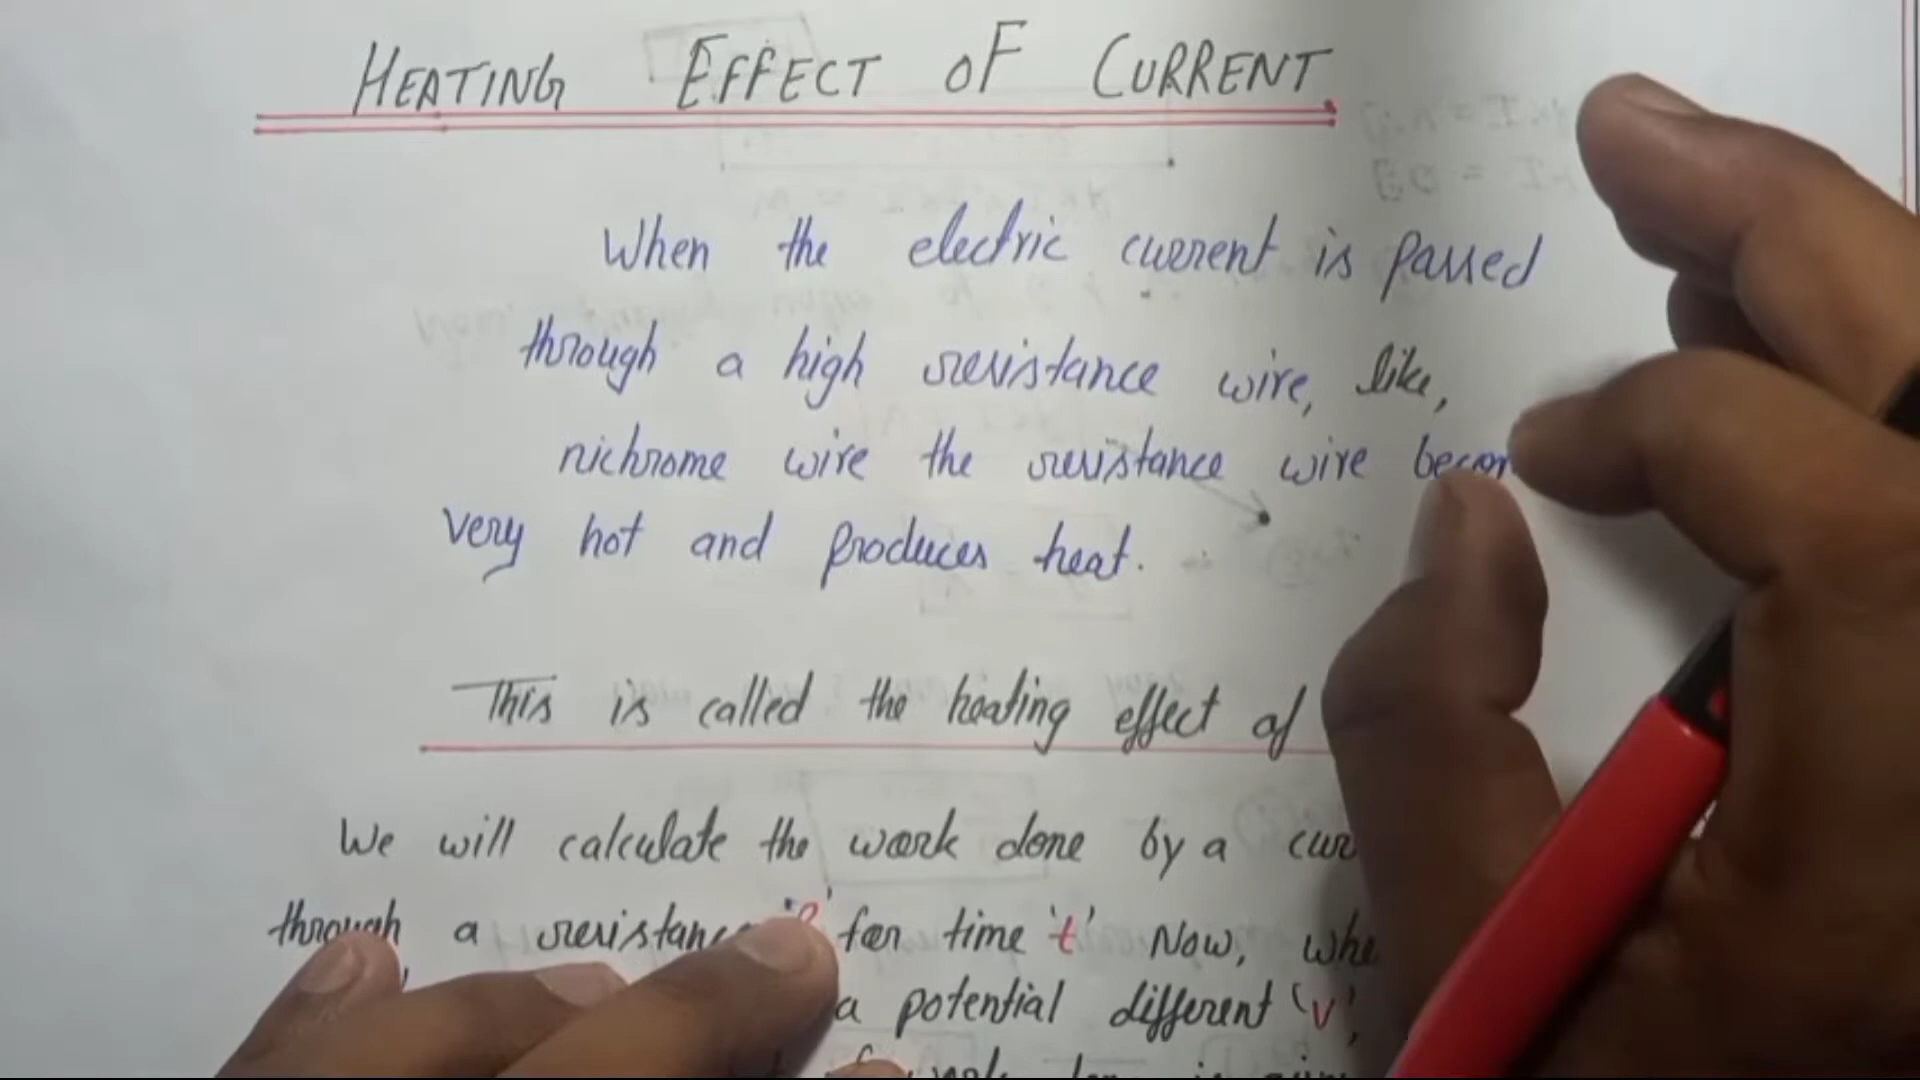 HEATING EFFECT OF CURRENT
When the electric current is passed
through a high resistance wire, like,
nichrome wire the resistance wire
very hot and produces heat.
This is called the heating effect of
We will calculate the work done by a
through a for time 't' Now,
a potential different 'v',